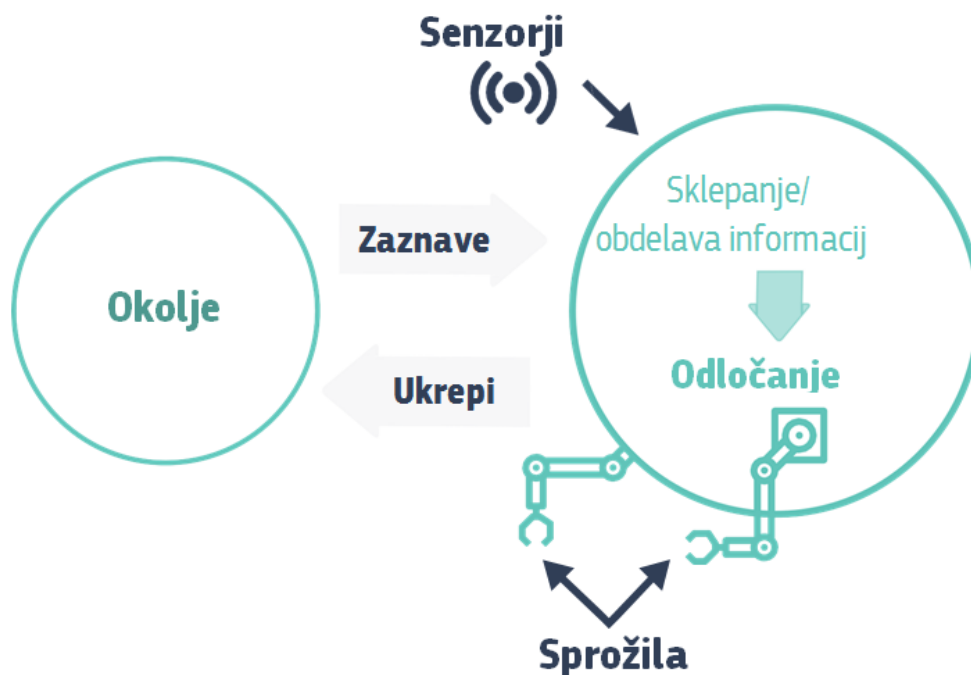 Senzorji
Sklepanje/
obdelava informacij
Zaznave
Okolje
Odločanje
Ukrepi
Sprožila